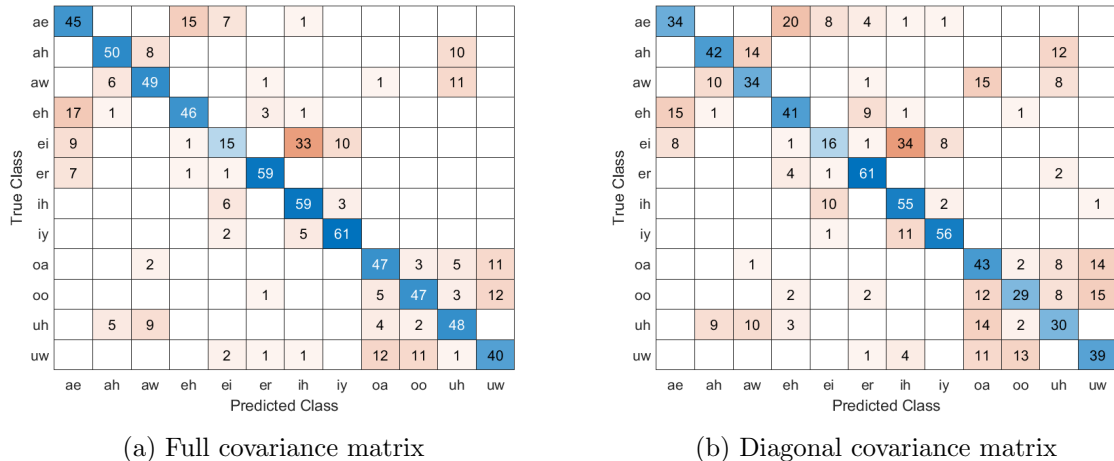 ae 45 15 7 1
ah 50 8 10
aw 6 49 1 1 11
eh 17 1 46 3 1
ei 9 1 15 33 10
er 7 1 1 59
ih 6 59 3
iy 2 5 61
oa 2 47 3 5 11
oo 1 5 47 3 12
uh 5 9 4 2 48
uw 2 1 1 12 11 1 40
ae ah aw eh ei er ih iy oa oo uh uw
Predicted Class
True Class
(a) Full covariance matrix
ae 34 20 8 4 1 1
ah 42 14 12
aw 10 34 1 15 8
eh 15 1 41 9 1 1
ei 8 1 16 1 34 8
er 4 1 61 2
ih 10 55 2 1
iy 1 11 56
oa 1 43 2 8 14
oo 2 2 12 29 8 15
uh 9 10 3 14 2 30
uw 1 4 11 13 39
ae ah aw eh ei er ih iy oa oo uh uw
Predicted Class
True Class
(b) Diagonal covariance matrix